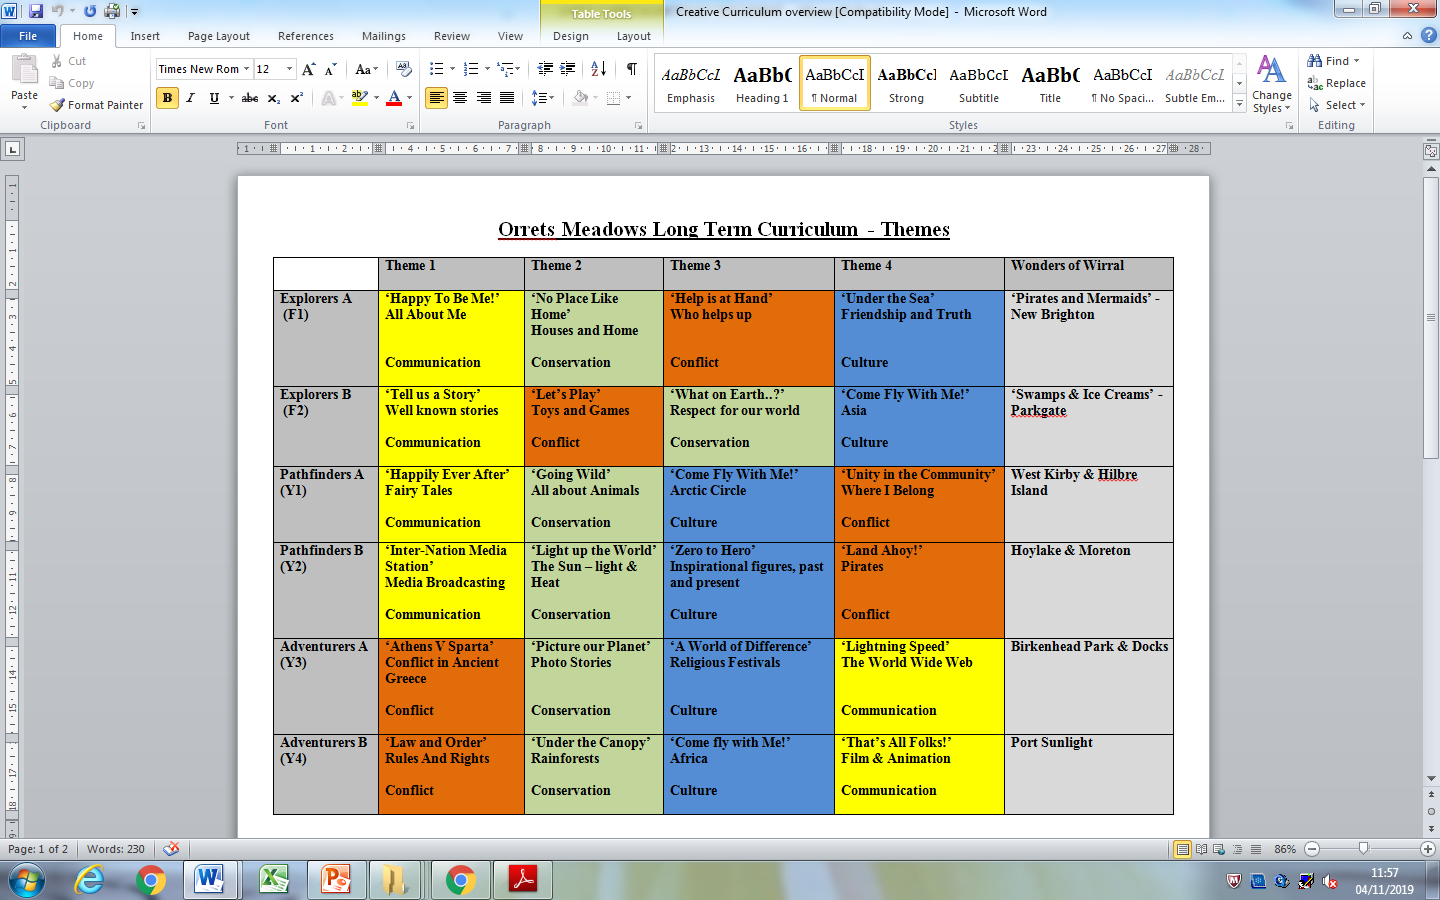 Table Tools
Creative Curriculum overview [Compatibility Mode] - Microsoft Word
File Home Insert Page Layout References Mailings Review View Design Layout
Paste
Cut
Copy
Format Painter
Times New Rom 12
AaBbCcI AaBbC AaBbCcI AaBbCcI AaBbCcI AaBbC AaBbCcI AaBbCcI
Emphasis Heading 1 ¶ Normal Strong Subtitle Title ¶ No Spaci... Subtle Em...
Change
Styles
Find
Replace
Select
Clipboard Font Paragraph Styles Editing
Orrets Meadows Long Term Curriculum - Themes
Theme 1 Theme 2 Theme 3 Theme 4 Wonders of Wirral
Explorers A
(F1)
‘Happy To Be Me!’
All About Me
Communication
‘No Place Like
Home’
Houses and Home
Conservation
‘Help is at Hand’
Who helps up
Conflict
‘Under the Sea’
Friendship and Truth
Culture
‘Pirates and Mermaids’ -
New Brighton
Explorers B
(F2)
‘Tell us a Story’
Well known stories
Communication
‘Let’s Play’
Toys and Games
Conflict
‘What on Earth..?’
Respect for our world
Conservation
‘Come Fly With Me!’
Asia
Culture
‘Swamps & Ice Creams’ -
Parkgate
Pathfinders A
(Y1)
‘Happily Ever After’
Fairy Tales
Communication
‘Going Wild’
All about Animals
Conservation
‘Come Fly With Me!’
Arctic Circle
Culture
‘Unity in the Community’
Where I Belong
Conflict
West Kirby & Hilbre
Island
Pathfinders B
(Y2)
‘Inter-Nation Media
Station’
Media Broadcasting
Communication
‘Light up the World’
The Sun – light &
Heat
Conservation
‘Zero to Hero’
Inspirational figures, past
and present
Culture
‘Land Ahoy!’
Pirates
Conflict
Hoylake & Moreton
Adventurers A
(Y3)
‘Athens V Sparta’
Conflict in Ancient
Greece
Conflict
‘Picture our Planet’
Photo Stories
Conservation
‘A World of Difference’
Religious Festivals
Culture
‘Lightning Speed’
The World Wide Web
Communication
Birkenhead Park & Docks
Adventurers B
(Y4)
‘Law and Order’
Rules And Rights
Conflict
‘Under the Canopy’
Rainforests
Conservation
‘Come fly with Me!’
Africa
Culture
‘That’s All Folks!’
Film & Animation
Communication
Port Sunlight
Page: 1 of 2 Words: 230 86%
11:57
04/11/2019